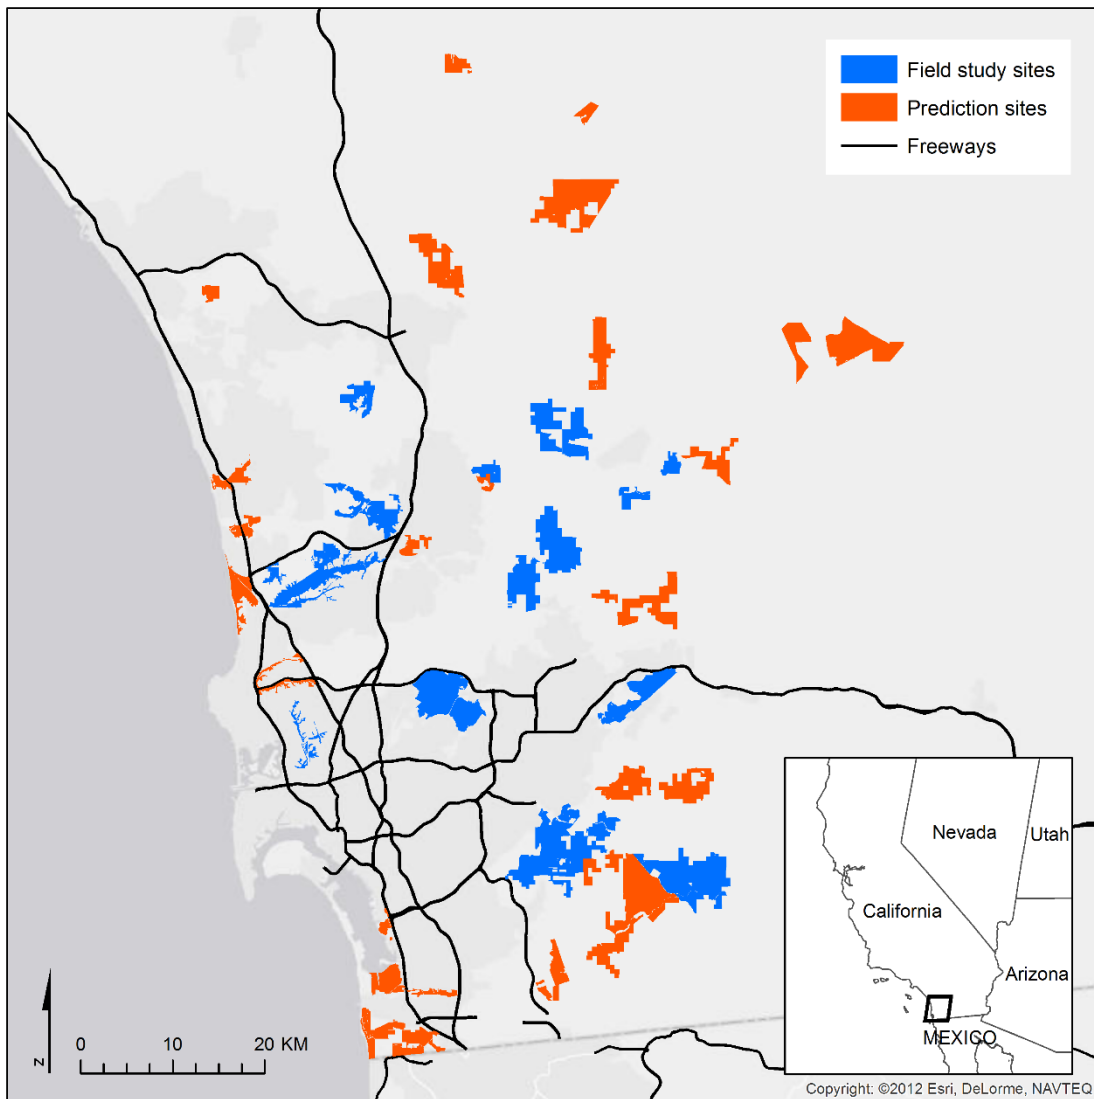 Field study sites
Prediction sites
Freeways
Nevada
Utah
California
Arizona
MEXICO
0 10 20 KM
Z
Copyright: ©2012 Esri, DeLorme, NAVTEQ